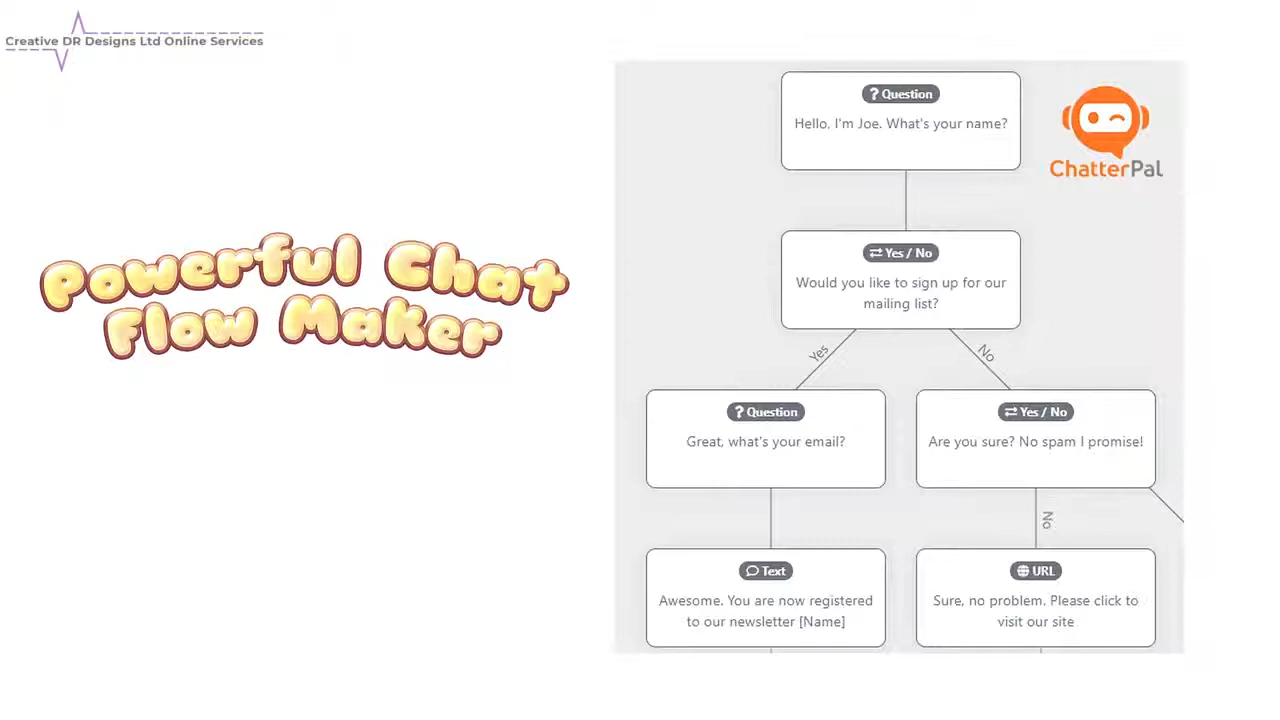 Creative DR Designs Ltd Online Services
Powerful Chat
Flow Maker
ChatterPal
? Question
Hello, I'm Joe. What's your name?
Yes / No
Would you like to sign up for our
mailing list?
Yes
No
? Question
Great, what's your email?
Yes / No
Are you sure? No spam I promise!
No
Text
Awesome. You are now registered
to our newsletter [Name]
URL
Sure, no problem. Please click to
visit our site